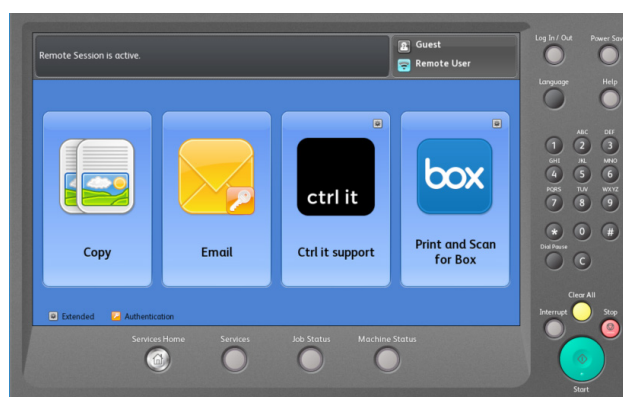 Remote Session is active.
Guest
Remote User
Log In / Out
Power Sav
Language
Help
Copy
Email
ctrl it
Ctrl it support
box
Print and Scan
for Box
Extended
Authentication
Services Home
Services
Job Status
Machine Status
ABC
DEF
1
2
3
GHI
JKL
MNO
4
5
6
PQRS
TUV
WXYZ
7
8
9
*
0
#
Dial Pause
C
Clear All
Interrupt
Stop
Start